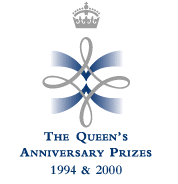 The Queen's
Anniversary Prizes
1994 & 2000